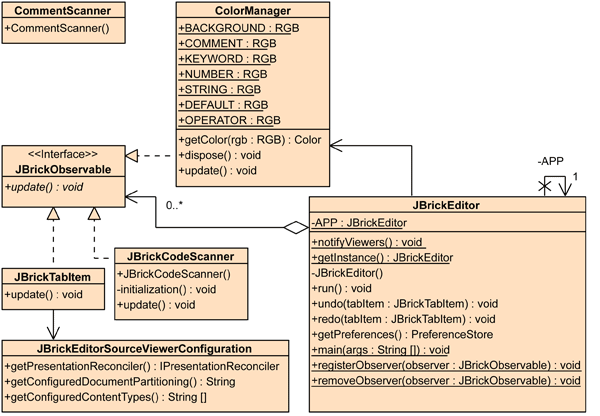 CommentScanner
+CommentScanner()
ColorManager
+BACKGROUND : RGB
+COMMENT : RGB
+KEYWORD : RGB
+NUMBER : RGB
+STRING : RGB
+DEFAULT : RGB
+OPERATOR : RGB
+getColor(rgb : RGB) : Color
+dispose() : void
+update() : void
<<Interface>>
JBrickObservable
+update() : void
0..*
-APP
1
JBrickEditor
-APP : JBrickEditor
+notifyViewers() : void
+getInstance() : JBrickEditor
-JBrickEditor()
+run() : void
+undo(tabItem : JBrickTabItem) : void
+redo(tabItem : JBrickTabItem) : void
+getPreferences() : PreferenceStore
+main(args : String []) : void
+registerObserver(observer : JBrickObservable) : void
+removeObserver(observer : JBrickObservable) : void
JBrickTabItem
+update() : void
JBrickCodeScanner
+JBrickCodeScanner()
-initialization() : void
+update() : void
JBrickEditorSourceViewerConfiguration
+getPresentationReconciler() : IPresentationReconciler
+getConfiguredDocumentPartitioning() : String
+getConfiguredContentTypes() : String []